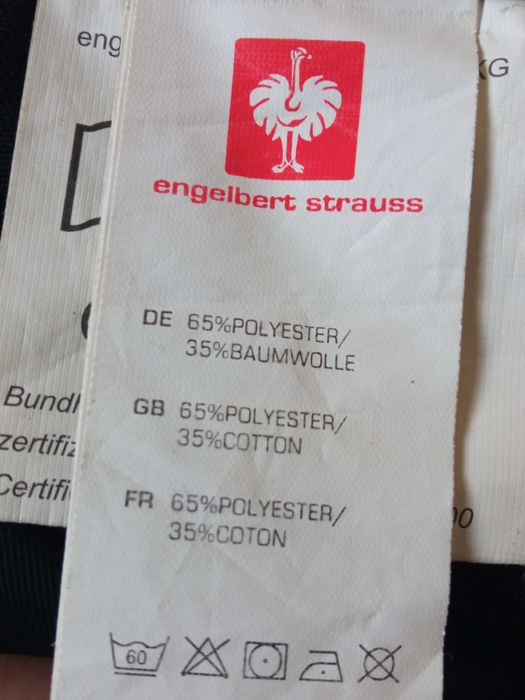 eng
KG
engelbert strauss
DE 65%POLYESTER/
35%BAUMWOLLE
GB 65%POLYESTER/
35%COTTON
FR 65%POLYESTER/
35%COTON
60